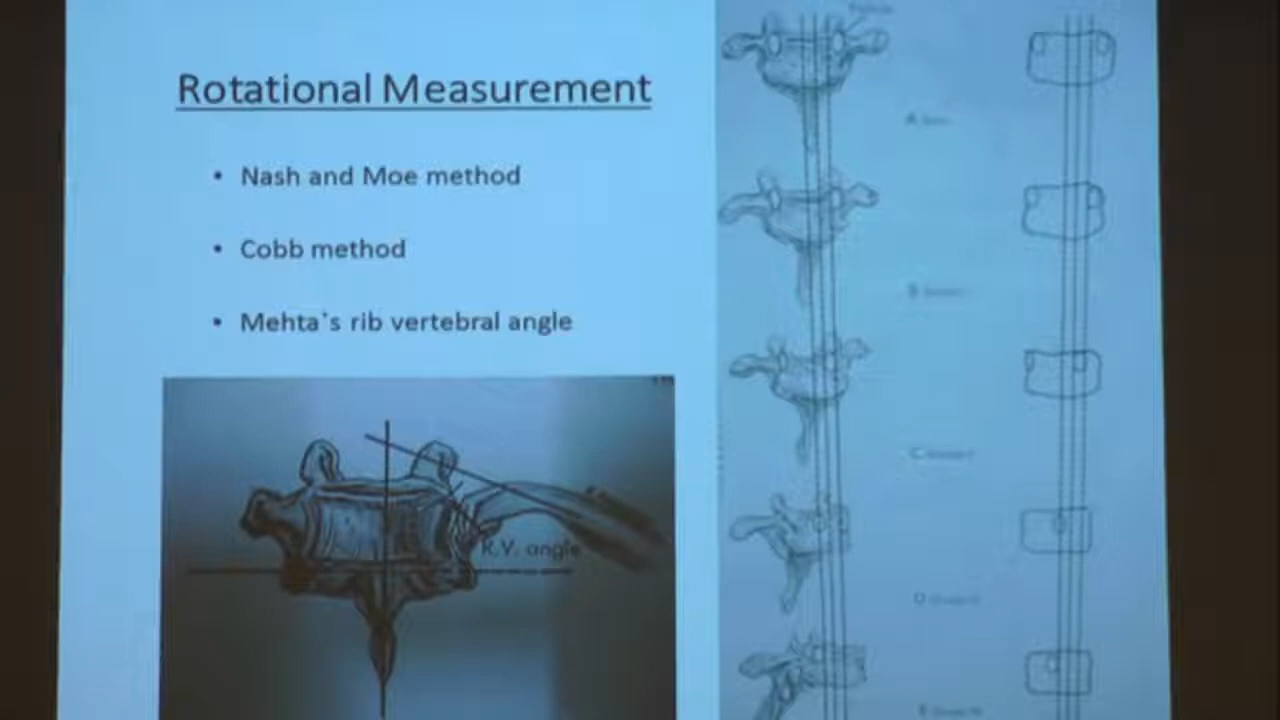 Rotational Measurement
• Nash and Moe method
• Cobb method
• Mehta's rib vertebral angle
R.V. angle
A
B
C
D
E